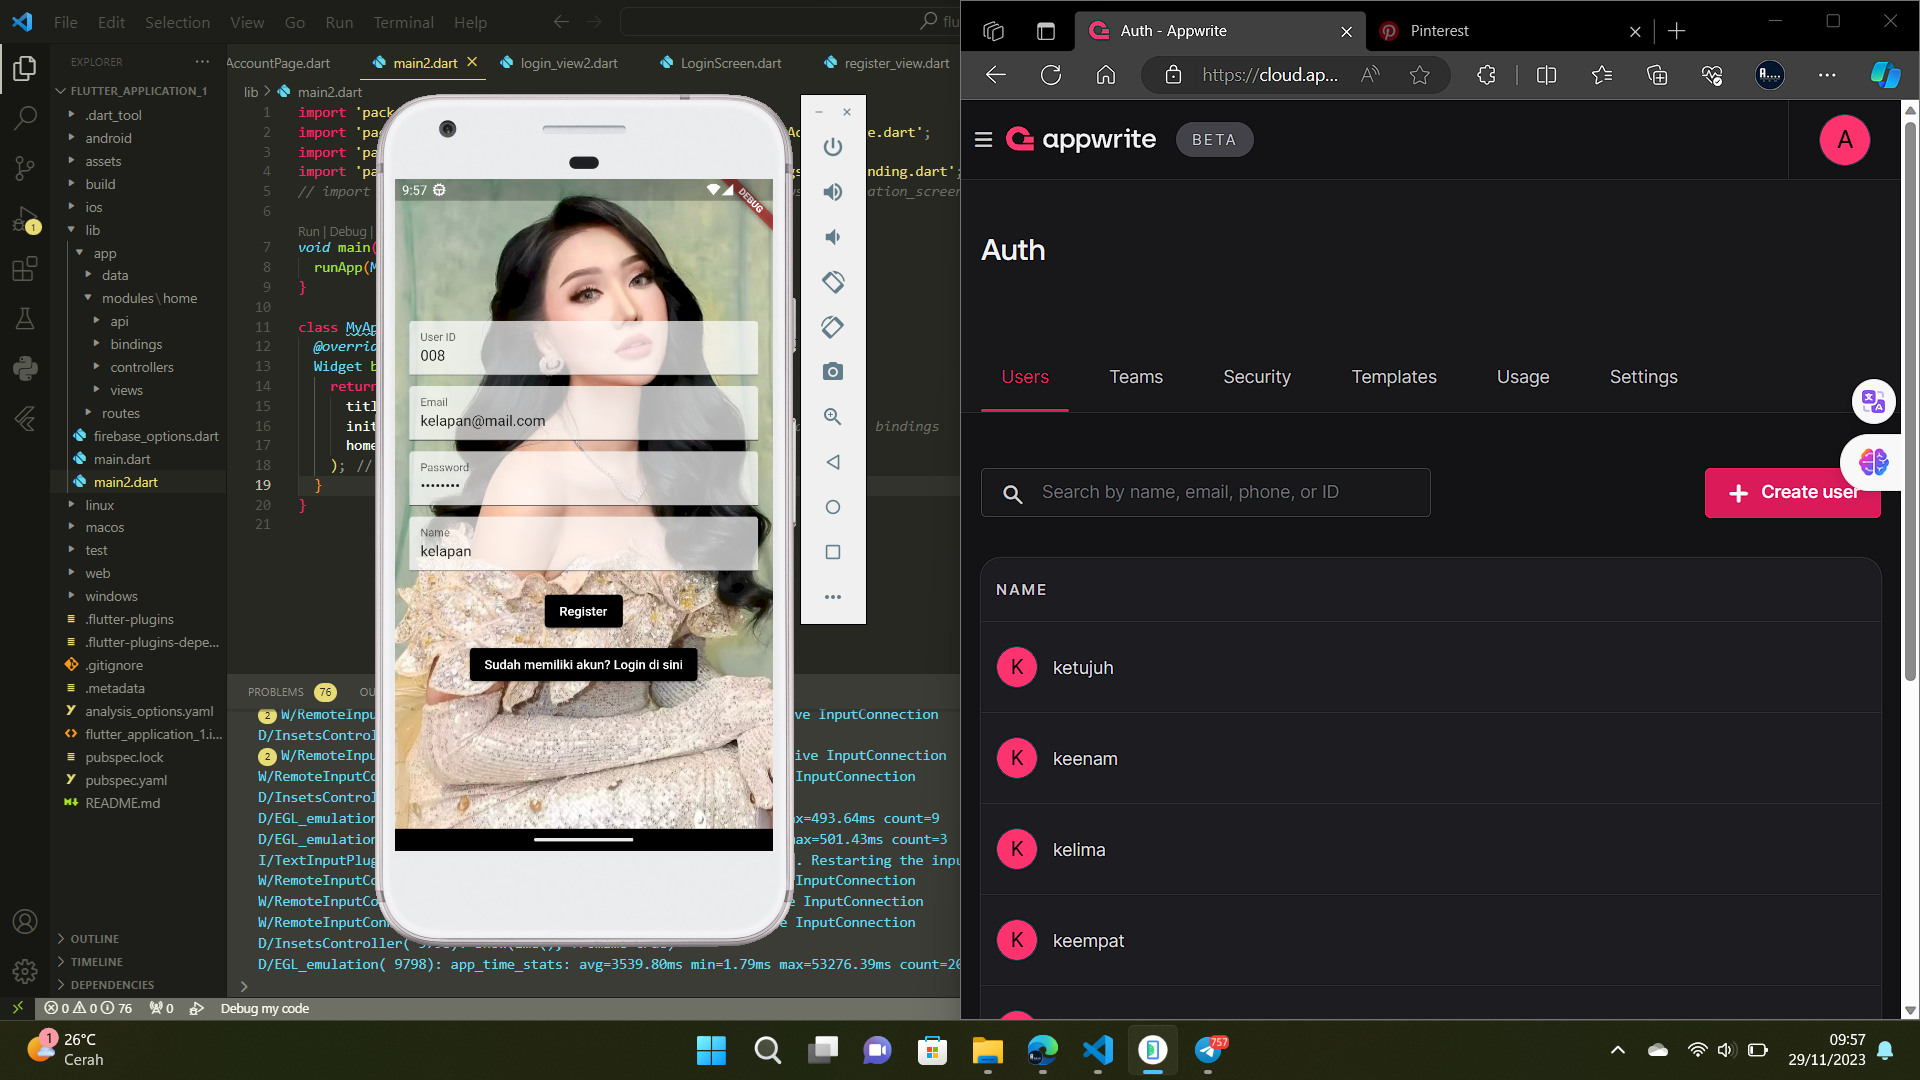 File Edit Selection View Go Run Terminal Help
EXPLORER
FLUTTER_APPLICATION_1
.dart_tool
android
assets
build
ios
lib
app
data
modules\home
api
bindings
controllers
views
routes
firebase_options.dart
main.dart
main2.dart
linux
macos
test
web
windows
.flutter-plugins
.flutter-plugins-depe...
.gitignore
.metadata
analysis_options.yaml
flutter_application_1.i...
pubspec.lock
pubspec.yaml
README.md
OUTLINE
TIMELINE
DEPENDENCIES
AccountPage.dart main2.dart login_view2.dart LoginScreen.dart register_view.dart
lib > main2.dart
1 import 'pack
2 import 'pa
3 import 'pa
4 import 'pa nding.dart';
5 // import ation_screen
6
Run | Debug |
7 void main(
8 runApp(M
9 }
10
11 class MyAp
12 @overrid
13 Widget b
14 return
15 titl
16 init bindings
17 home
18 ); //
19 }
20 }
21
9:57
DEBUG
User ID
008
Email
kelapan@mail.com
Password
••••••••
Name
kelapan
Register
Sudah memiliki akun? Login di sini
PROBLEMS 76 OU
2 W/RemoteInpu ve InputConnection
D/InsetsControl
2 W/RemoteInpu ive InputConnection
W/RemoteInputCo InputConnection
D/InsetsControl
D/EGL_emulation ax=493.64ms count=9
D/EGL_emulation ax=501.43ms count=3
I/TextInputPlug . Restarting the inpu
W/RemoteInputCo InputConnection
W/RemoteInputCo e InputConnection
W/RemoteInputConn e InputConnection
D/InsetsController(
D/EGL_emulation( 9798): app_time_stats: avg=3539.80ms min=1.79ms max=53276.39ms count=20
0 0 76 0 Debug my code
Auth - Appwrite Pinterest
https://cloud.ap...
appwrite BETA A
Auth
Users Teams Security Templates Usage Settings
Search by name, email, phone, or ID
Create user
NAME
K ketujuh
K keenam
K kelima
K keempat
1 26°C
Cerah
757
09:57
29/11/2023